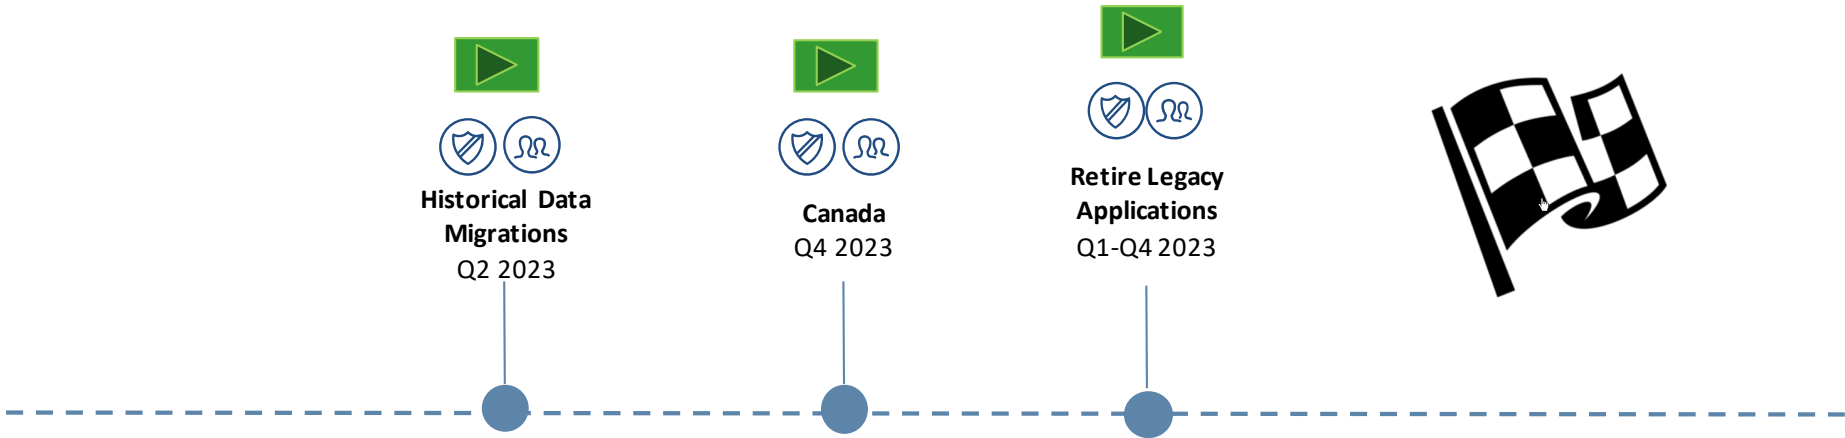 Historical Data
Migrations
Q2 2023
Canada
Q4 2023
Retire Legacy
Applications
Q1-Q4 2023